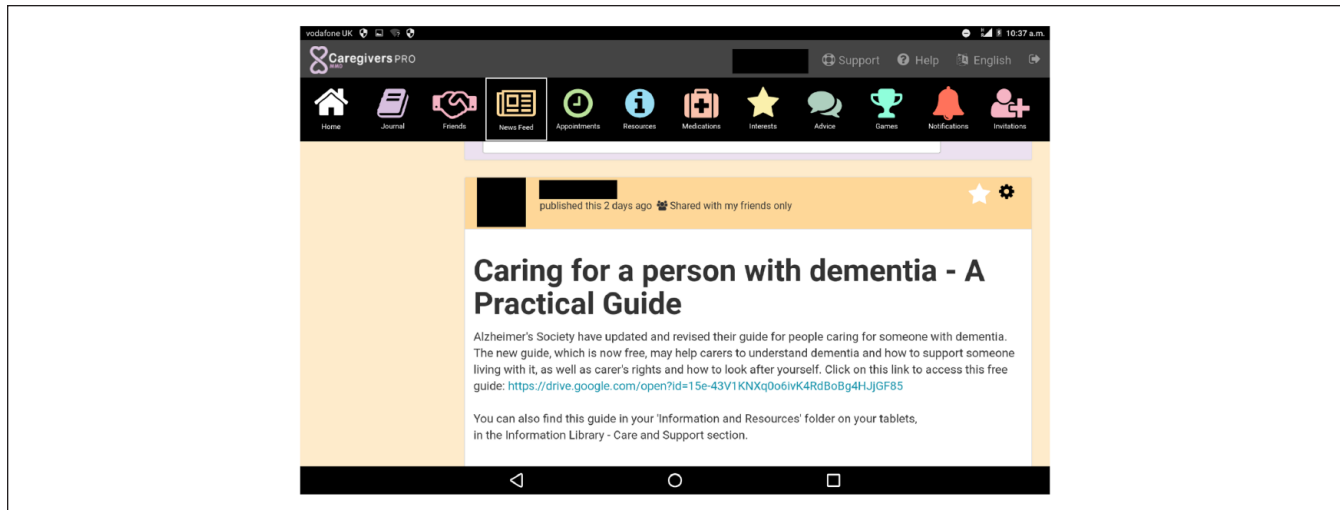 vodafone UK 10:37 a.m.
Caregivers PRO
MMD
Support Help English
Home Journal Friends News Feed Appointments Resources Medications Interests Advice Games Notifications Invitations
published this 2 days ago Shared with my friends only
Caring for a person with dementia - A
Practical Guide
Alzheimer's Society have updated and revised their guide for people caring for someone with dementia.
The new guide, which is now free, may help carers to understand dementia and how to support someone
living with it, as well as carer's rights and how to look after yourself. Click on this link to access this free
guide: https://drive.google.com/open?id=15e-43V1KNXq0o6ivK4RdBoBg4HJjGF85
You can also find this guide in your 'Information and Resources' folder on your tablets,
in the Information Library - Care and Support section.